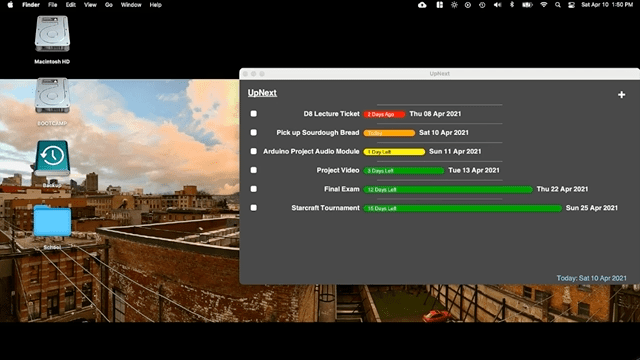 Finder File Edit View Go Window Help Sat Apr 10 1:50 PM
Macintosh HD
BOOTCAMP
Backup
School
UpNext
UpNext +
D8 Lecture Ticket 2 Days Ago Thu 08 Apr 2021
Pick up Sourdough Bread Today Sat 10 Apr 2021
Arduino Project Audio Module 1 Day Left Sun 11 Apr 2021
Project Video 3 Days Left Tue 13 Apr 2021
Final Exam 12 Days Left Thu 22 Apr 2021
Starcraft Tournament 15 Days Left Sun 25 Apr 2021
Today: Sat 10 Apr 2021